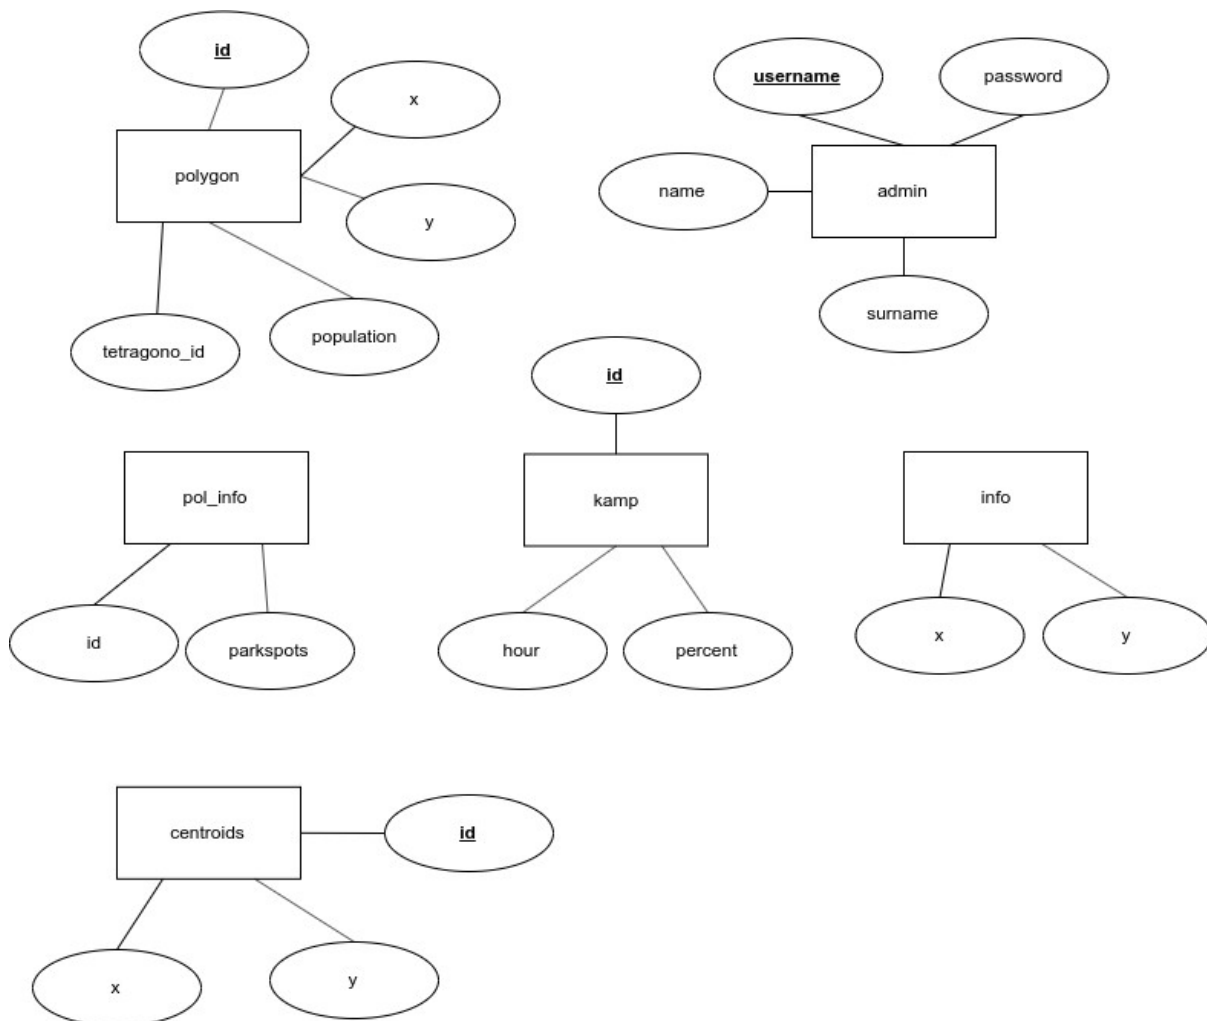 id
x
polygon
y
tetragono_id
population
username
password
name
admin
surname
id
pol_info
id
parkspots
kamp
hour
percent
info
x
y
centroids
id
x
y